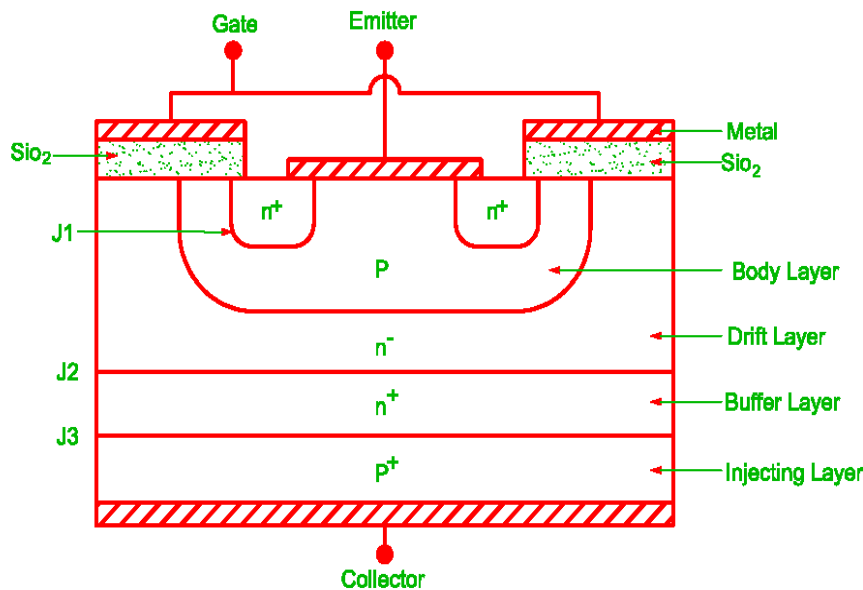 Gate
Emitter
Metal
Sio₂
Sio₂
n⁺
n⁺
J1
P
Body Layer
n⁻
Drift Layer
J2
n⁺
Buffer Layer
J3
P⁺
Injecting Layer
Collector